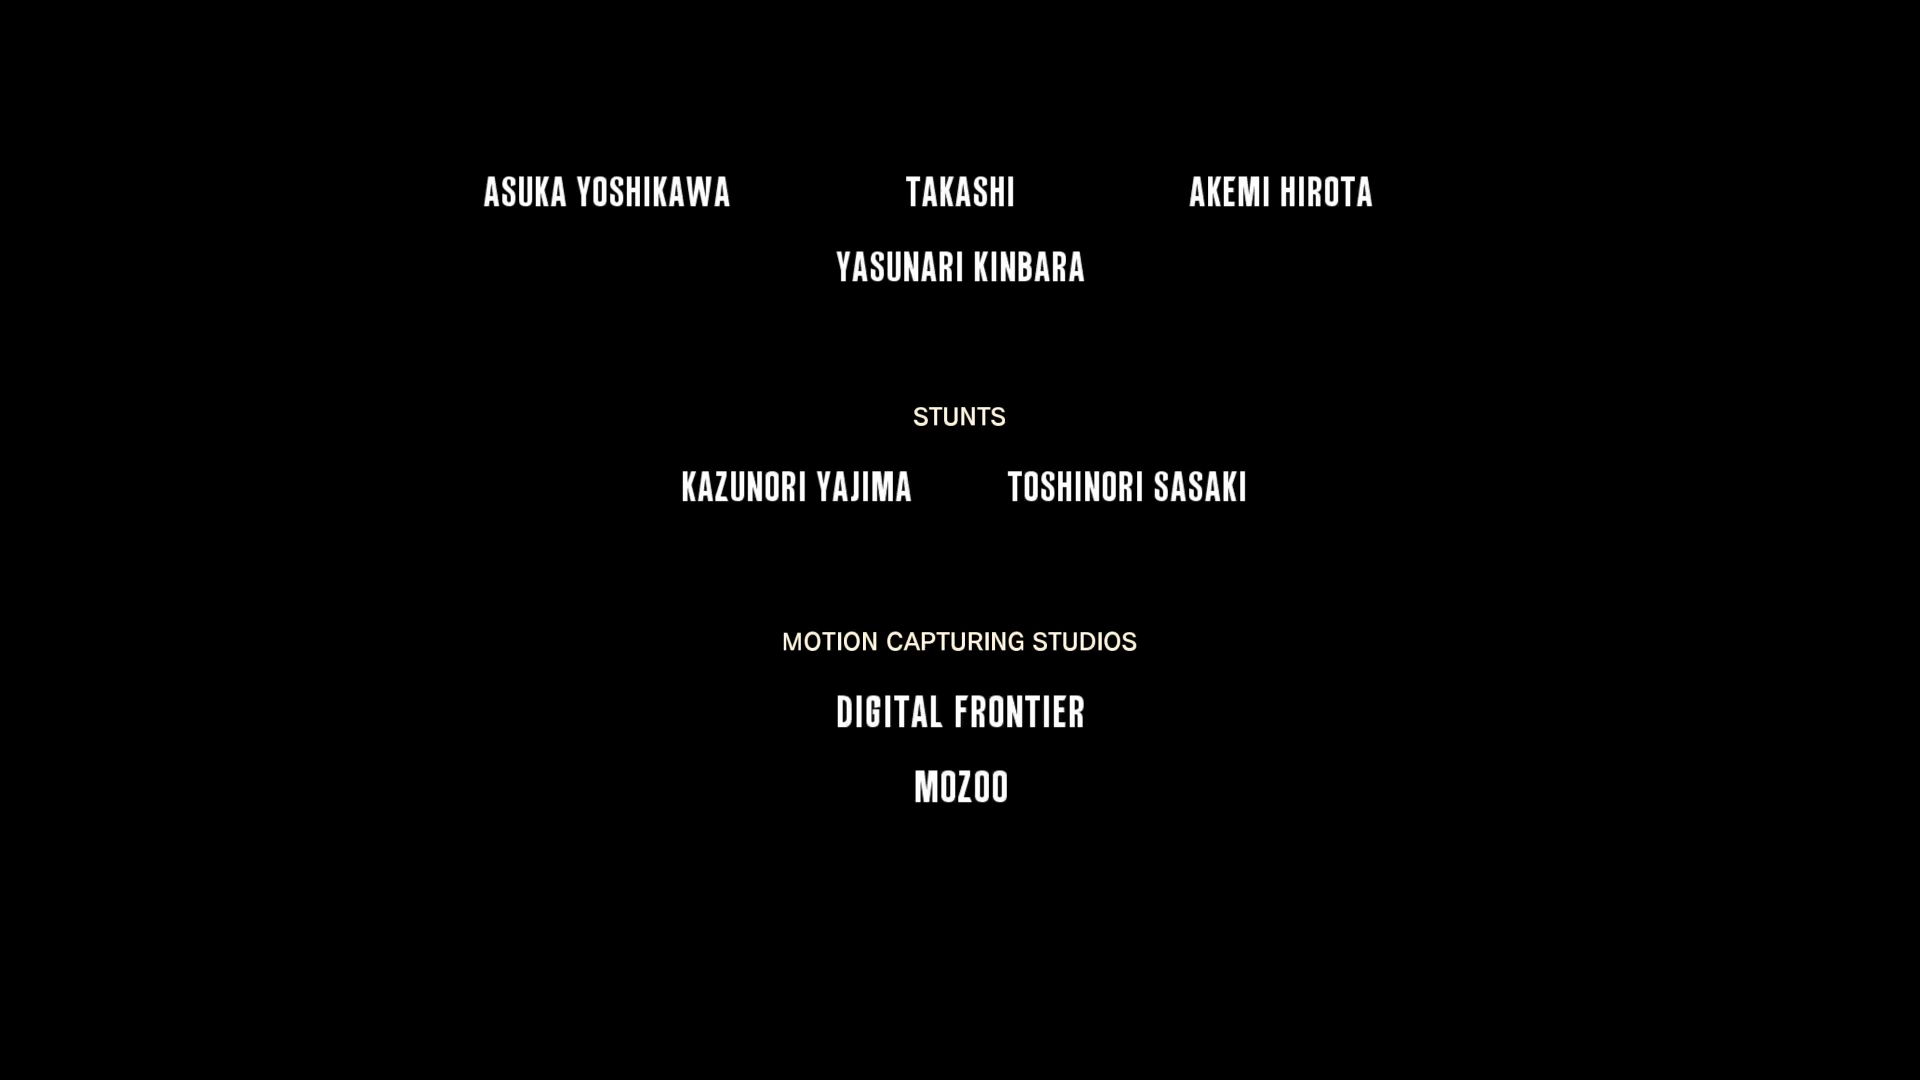 ASUKA YOSHIKAWA TAKASHI AKEMI HIROTA
YASUNARI KINBARA
STUNTS
KAZUNORI YAJIMA TOSHINORI SASAKI
MOTION CAPTURING STUDIOS
DIGITAL FRONTIER
MOZOO